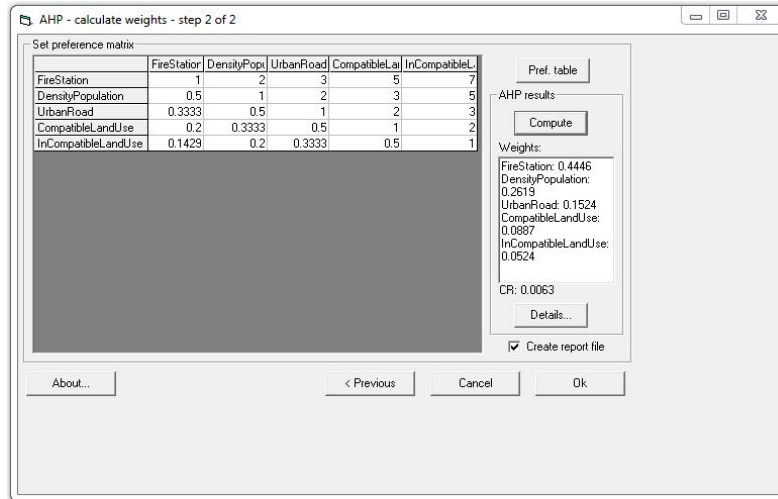 AHP - calculate weights - step 2 of 2
Set preference matrix
FireStation DensityPopu UrbanRoad CompatibleLan InCompatibleL
FireStation 1 2 3 5 7
DensityPopulation 0.5 1 2 3 5
UrbanRoad 0.3333 0.5 1 2 3
CompatibleLandUse 0.2 0.3333 0.5 1 2
InCompatibleLandUse 0.1429 0.2 0.3333 0.5 1
Pref. table
AHP results
Compute
Weights:
FireStation: 0.4446
DensityPopulation:
0.2619
UrbanRoad: 0.1524
CompatibleLandUse:
0.0887
InCompatibleLandUse:
0.0524
CR: 0.0063
Details...
Create report file
About...
< Previous
Cancel
Ok